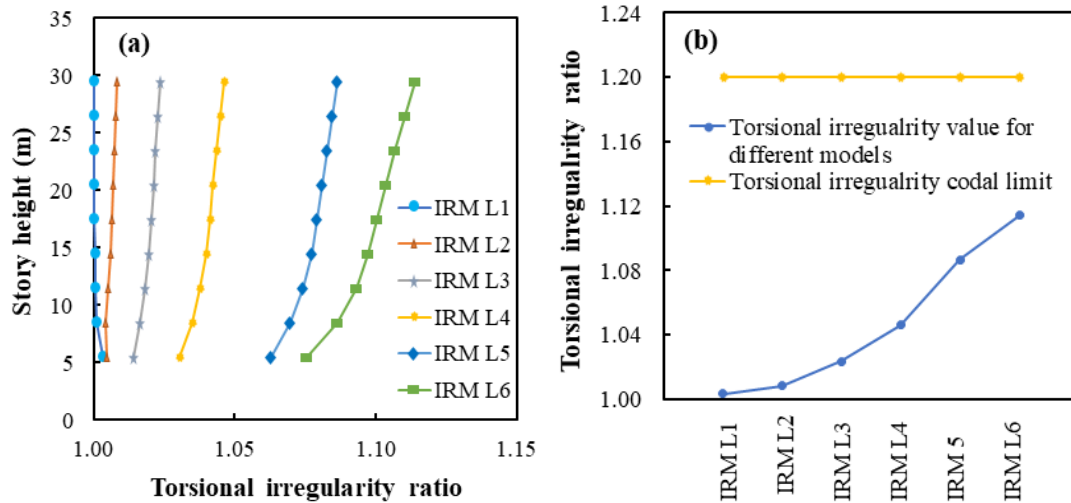 (a)
35
30
25
20
15
10
5
0
Story height (m)
1.00
1.05
1.10
1.15
Torsional irregularity ratio
IRM L1
IRM L2
IRM L3
IRM L4
IRM L5
IRM L6
(b)
1.24
1.20
1.16
1.12
1.08
1.04
1.00
Torsional irregualrity ratio
Torsional irregualrity value for
different models
Torsional irregualrity codal limit
IRM L1
IRM L2
IRM L3
IRM L4
IRM 5
IRM L6